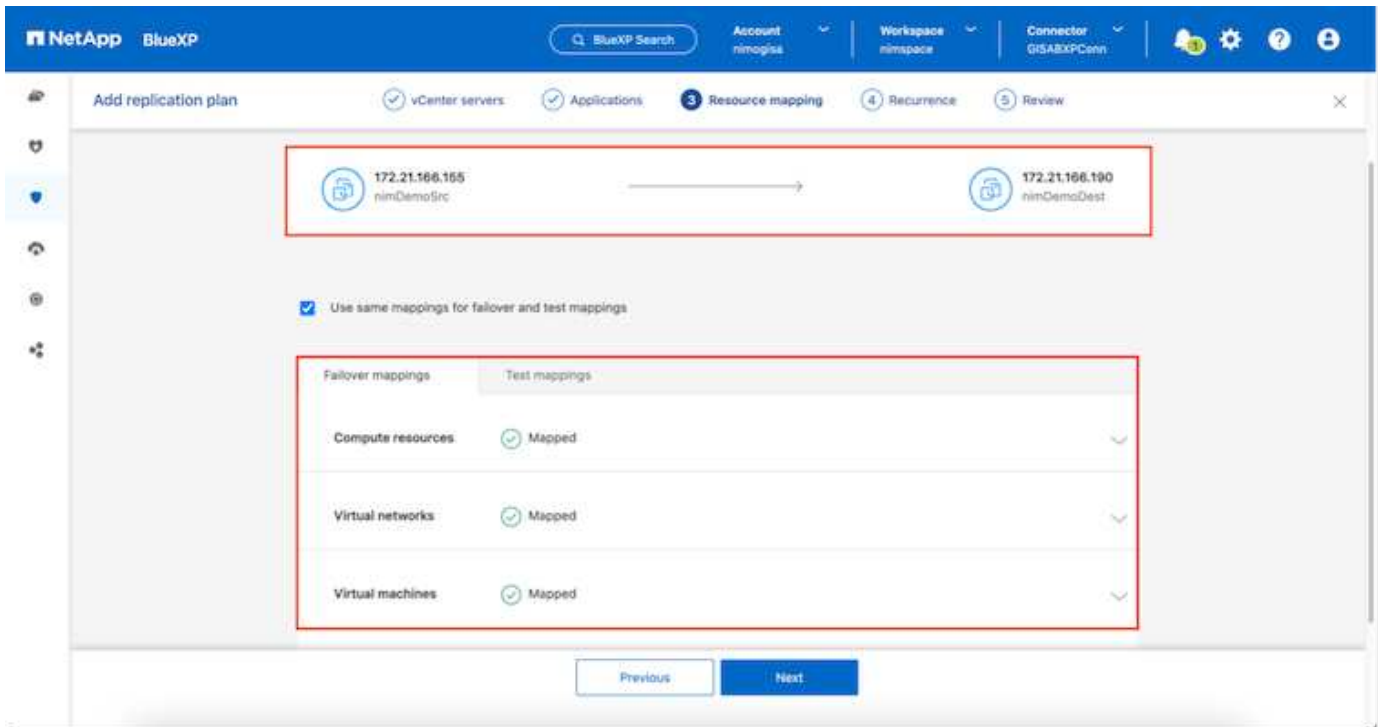 NetApp BlueXP
BlueXP Search
Account
nimogisa
Workspace
nimspace
Connector
GISABXPConn
1
Add replication plan
vCenter servers
Applications
3 Resource mapping
4 Recurrence
5 Review
172.21.166.155
nimDemoSrc
172.21.166.190
nimDemoDest
Use same mappings for failover and test mappings
Failover mappings
Test mappings
Compute resources
Mapped
Virtual networks
Mapped
Virtual machines
Mapped
Previous
Next